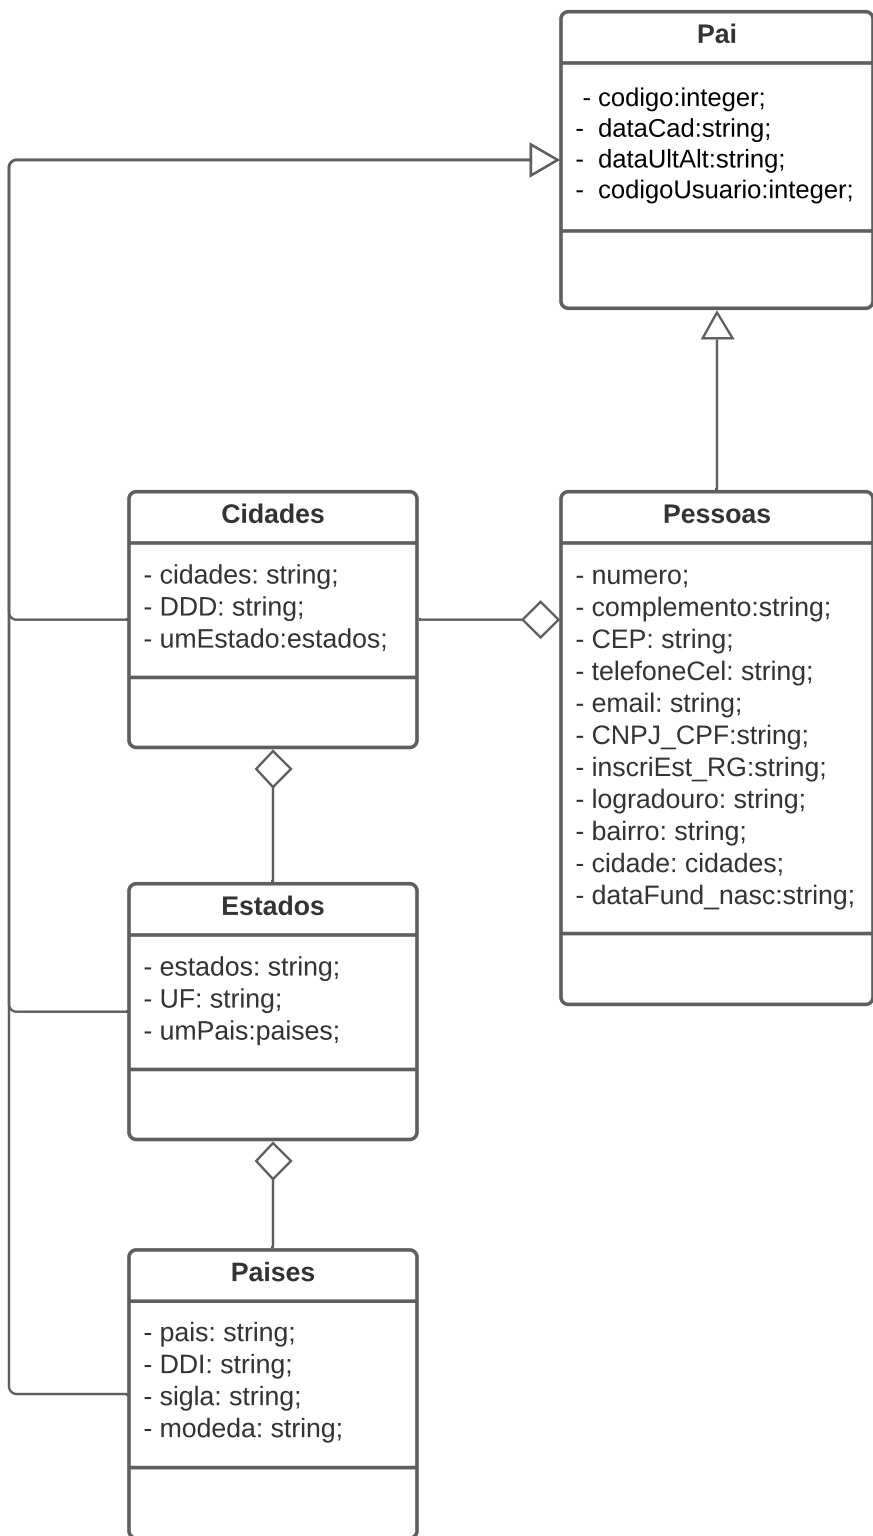 Pai
- codigo:integer;
- dataCad:string;
- dataUltAlt:string;
- codigoUsuario:integer;
Cidades
- cidades: string;
- DDD: string;
- umEstado:estados;
Pessoas
- numero;
- complemento:string;
- CEP: string;
- telefoneCel: string;
- email: string;
- CNPJ_CPF:string;
- inscriEst_RG:string;
- logradouro: string;
- bairro: string;
- cidade: cidades;
- dataFund_nasc:string;
Estados
- estados: string;
- UF: string;
- umPais:paises;
Paises
- pais: string;
- DDI: string;
- sigla: string;
- modeda: string;